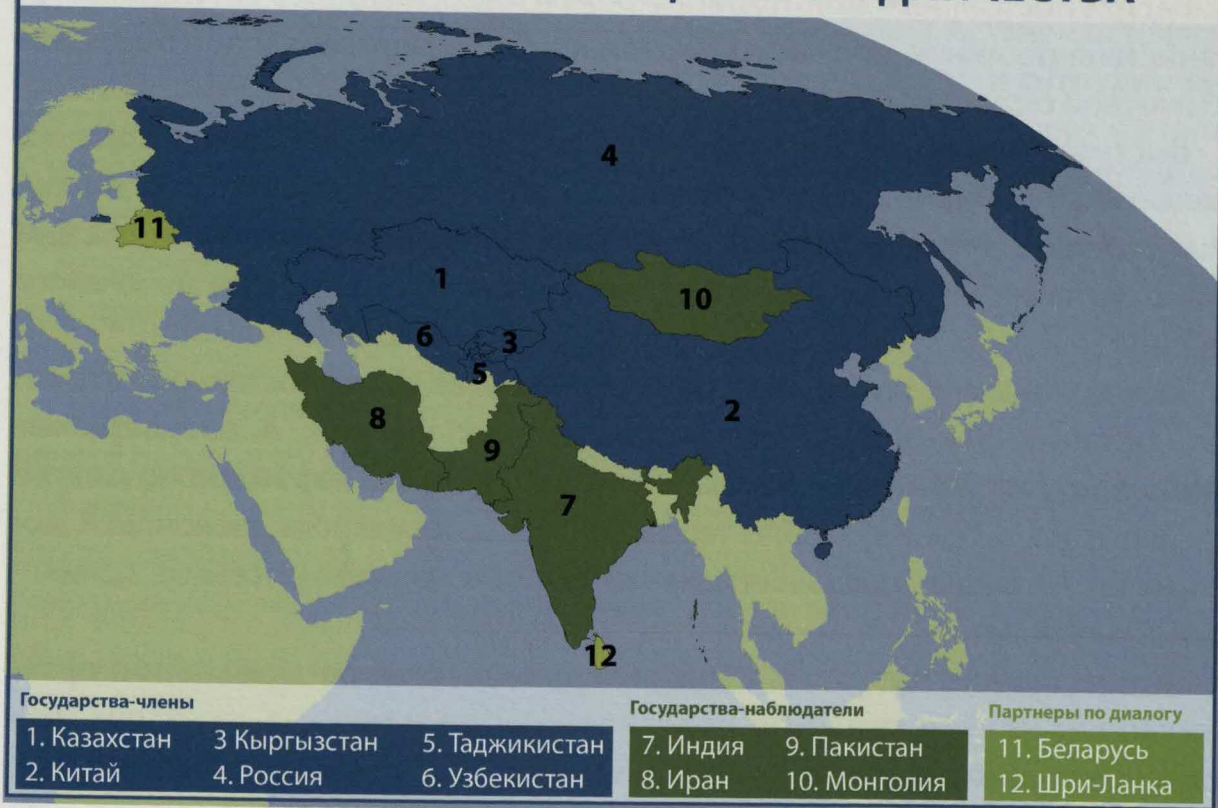 4
11
1
10
6
3
5
2
8
9
7
12
Государства-члены
1. Казахстан 3 Кыргызстан 5. Таджикистан
2. Китай 4. Россия 6. Узбекистан
Государства-наблюдатели
7. Индия 9. Пакистан
8. Иран 10. Монголия
Партнеры по диалогу
11. Беларусь
12. Шри-Ланка